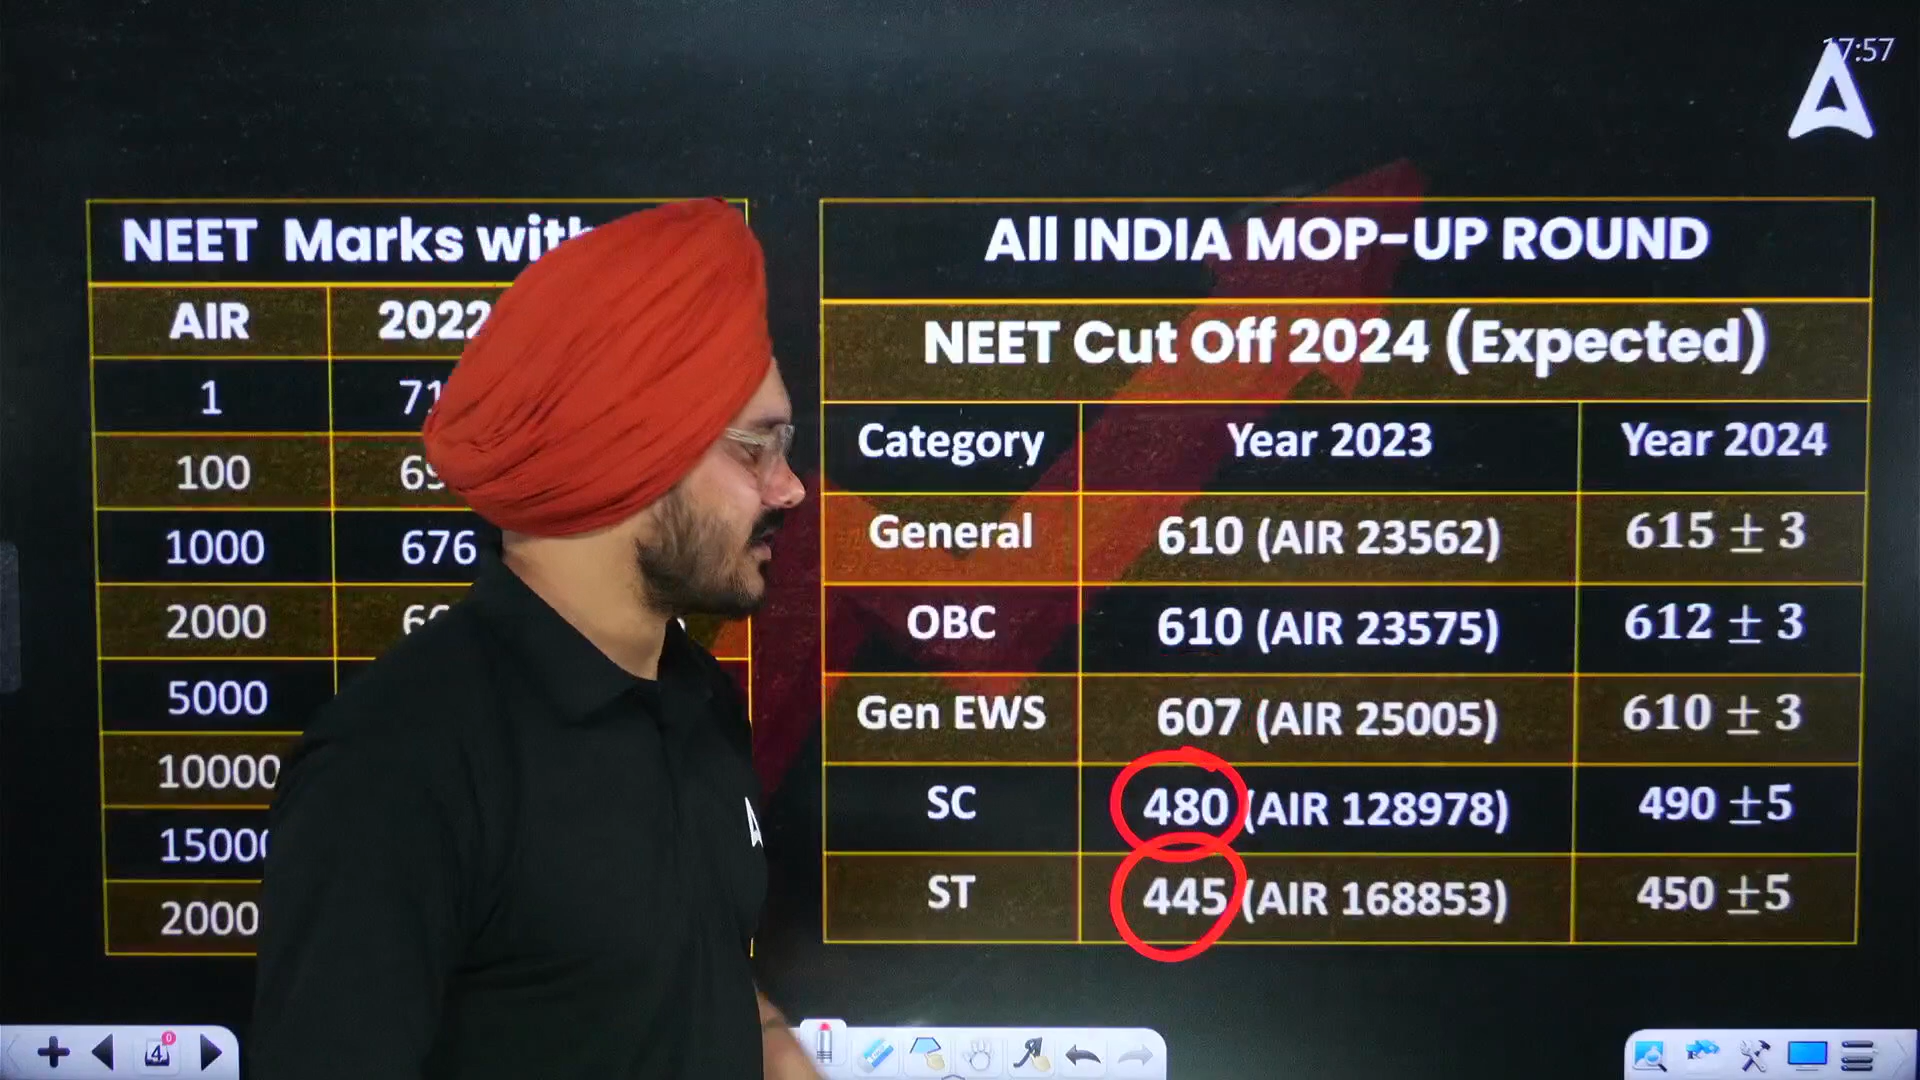 17:57
NEET Marks with
AIR 2022
1 71
100 69
1000 676
2000
5000
10000
15000
2000
All INDIA MOP-UP ROUND
NEET Cut Off 2024 (Expected)
Category Year 2023 Year 2024
General 610 (AIR 23562) 615 ± 3
OBC 610 (AIR 23575) 612 ± 3
Gen EWS 607 (AIR 25005) 610 ± 3
SC 480 (AIR 128978) 490 ±5
ST 445 (AIR 168853) 450 ±5
4
0